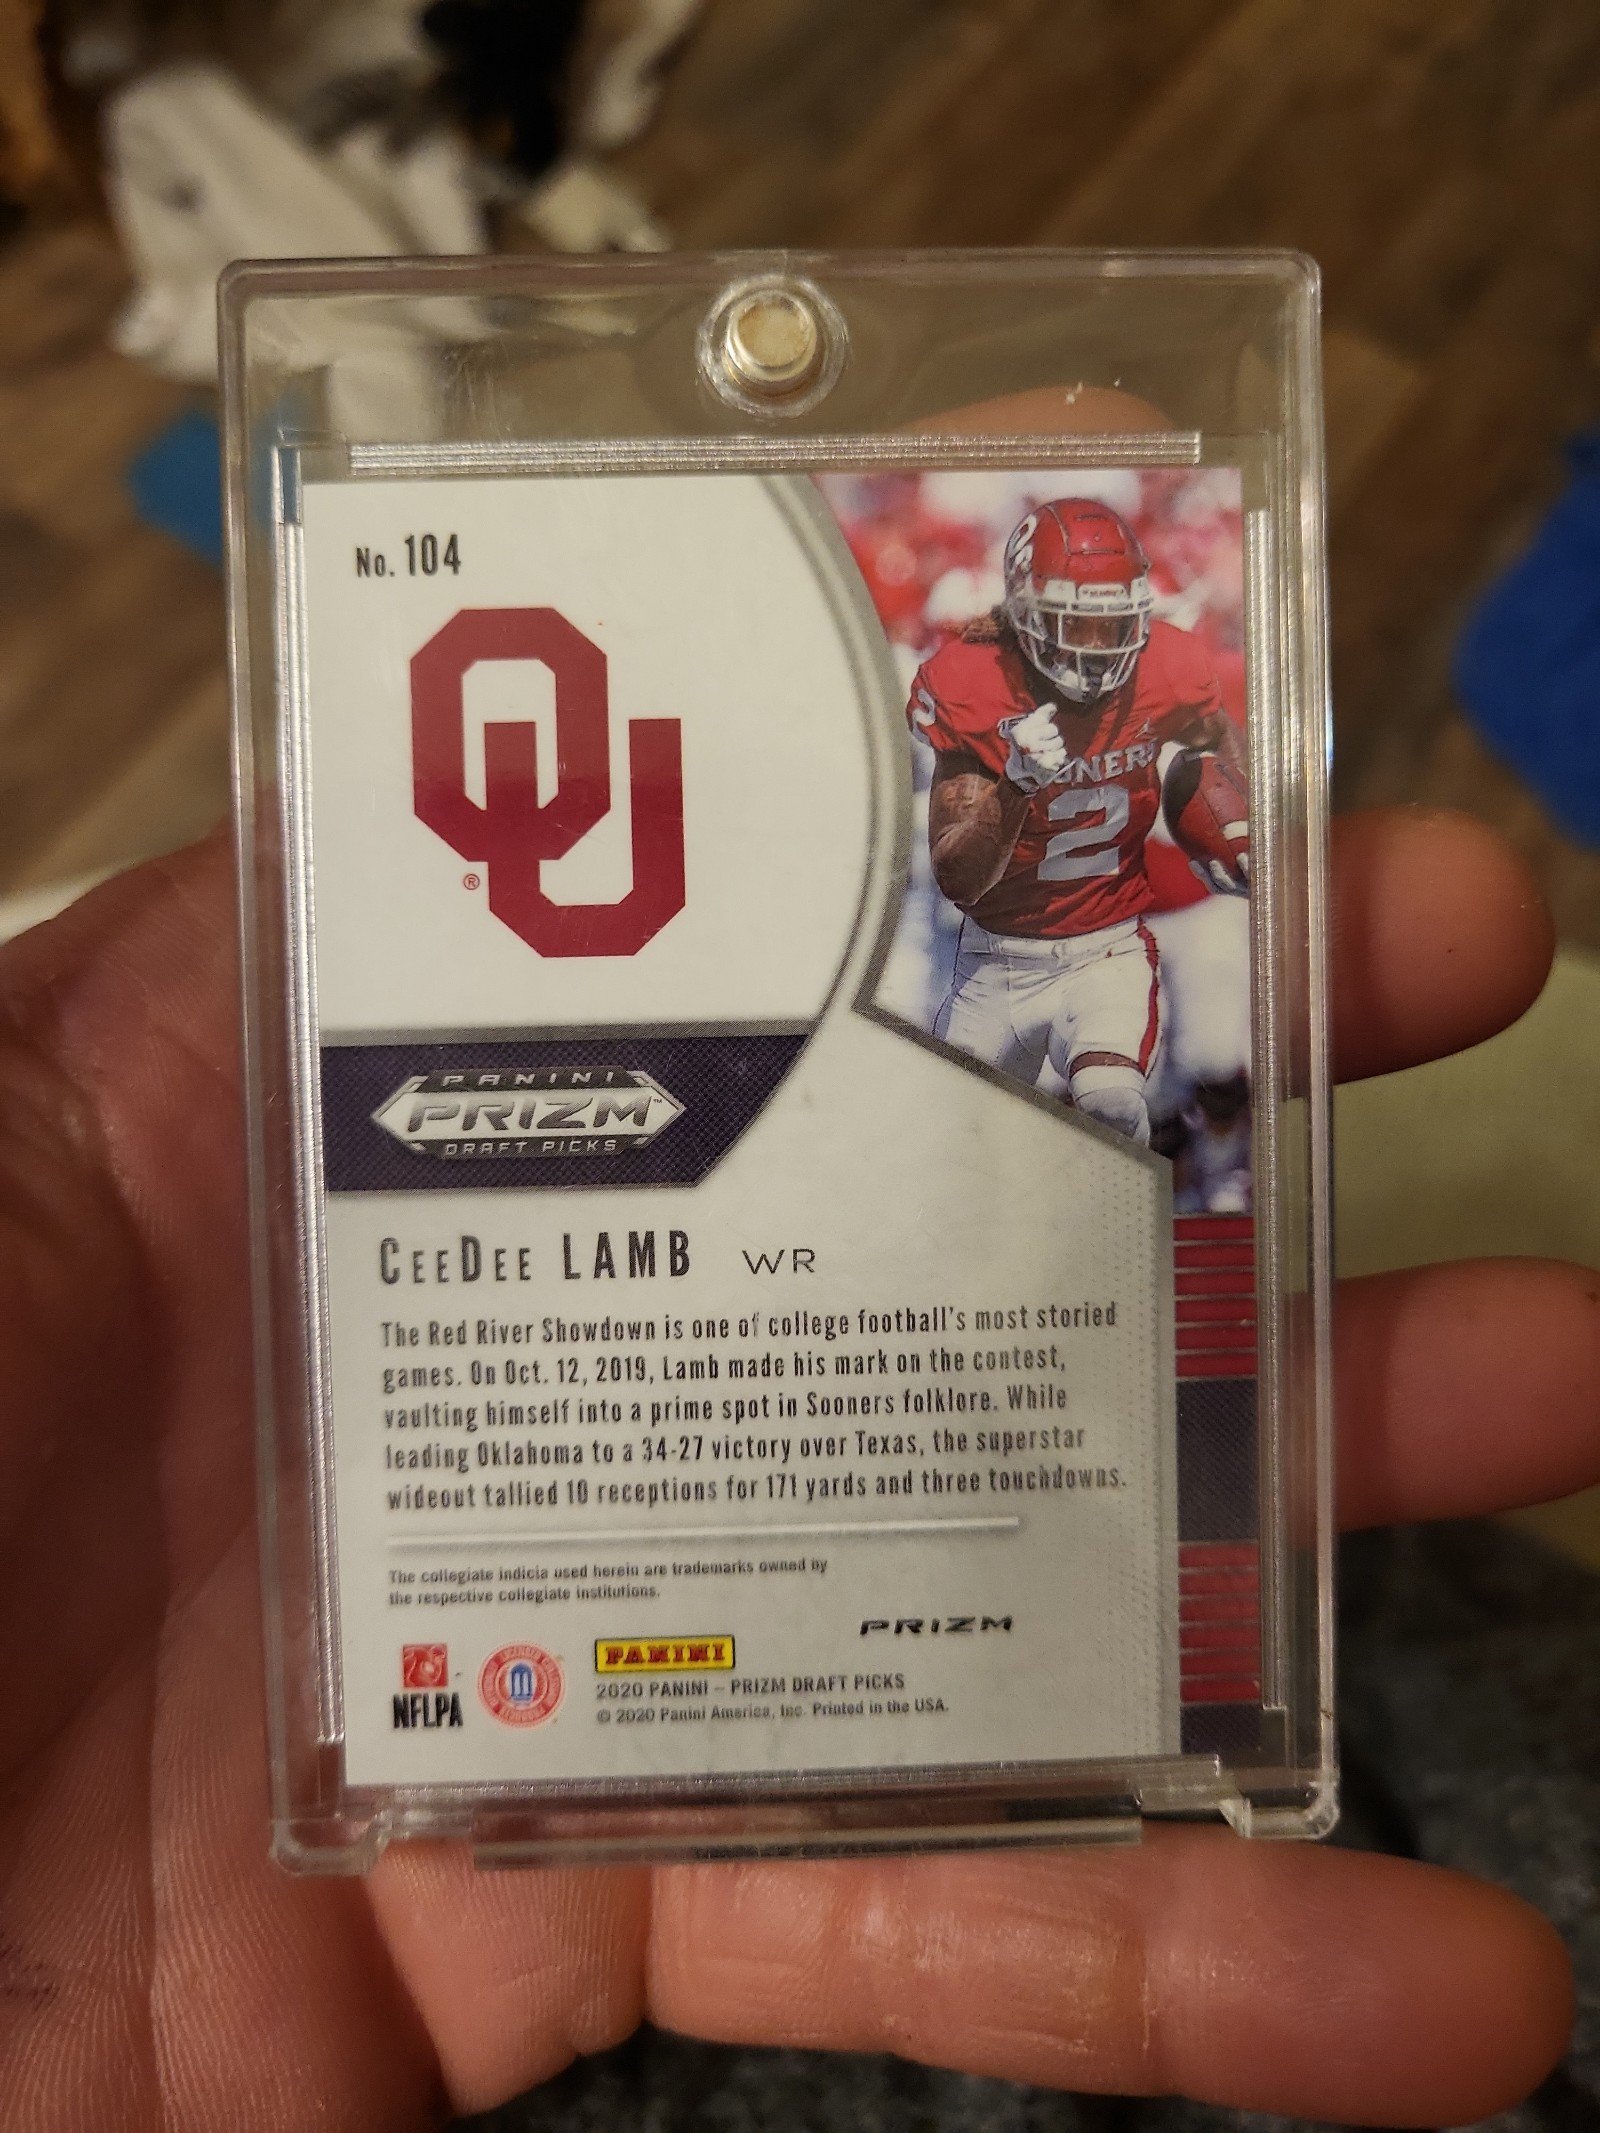 No. 104
OU
®
2
SOONERS
2
PANINI
PRIZM™
DRAFT PICKS
CEEDEE LAMB WR
The Red River Showdown is one of college football's most storied
games. On Oct. 12, 2019, Lamb made his mark on the contest,
vaulting himself into a prime spot in Sooners folklore. While
leading Oklahoma to a 34-27 victory over Texas, the superstar
wideout tallied 10 receptions for 171 yards and three touchdowns.
The collegiate indicia used herein are trademarks owned by
the respective collegiate institutions.
PRIZM
NFLPA
PANINI
2020 PANINI – PRIZM DRAFT PICKS
© 2020 Panini America, Inc. Printed in the USA.